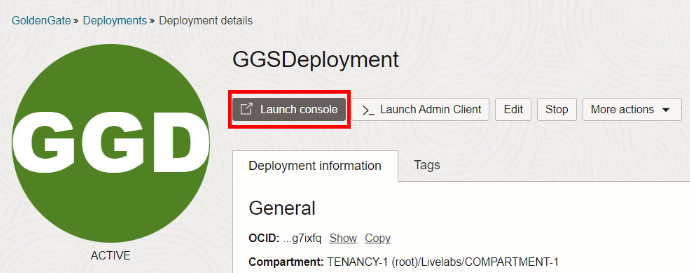 GoldenGate » Deployments » Deployment details
GGD
ACTIVE
GGSDeployment
Launch console >_ Launch Admin Client Edit Stop More actions
Deployment information Tags
General
OCID: ...g7ixfq Show Copy
Compartment: TENANCY-1 (root)/Livelabs/COMPARTMENT-1